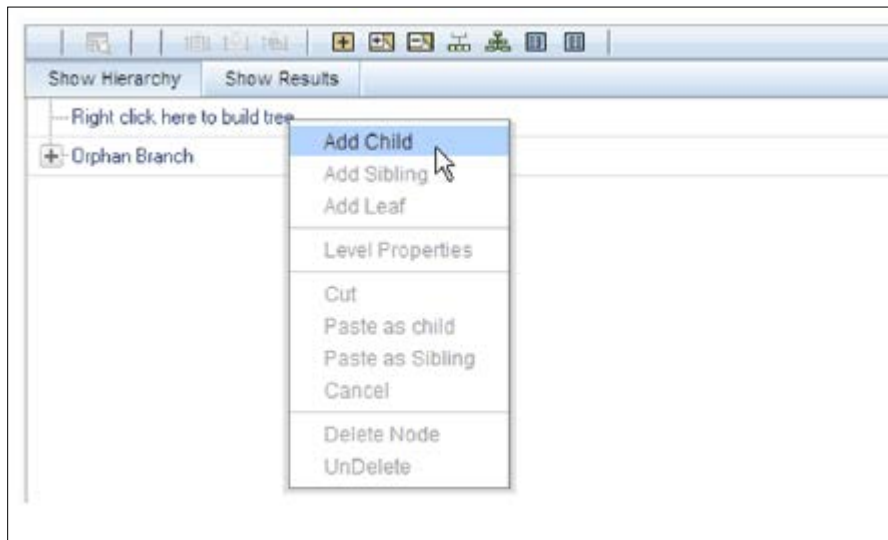 Show Hierarchy
Show Results
Right click here to build tree
Orphan Branch
Add Child
Add Sibling
Add Leaf
Level Properties
Cut
Paste as child
Paste as Sibling
Cancel
Delete Node
UnDelete